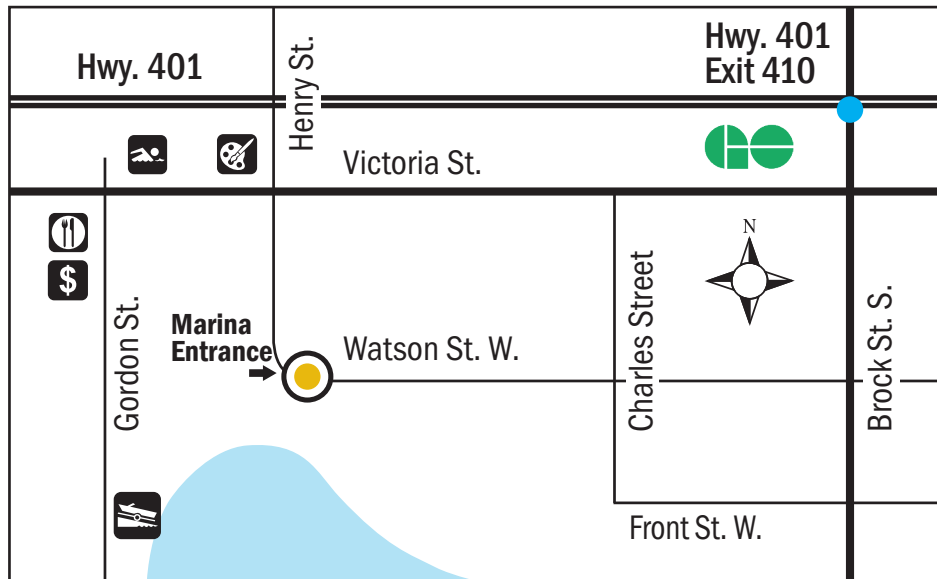 Hwy. 401
Henry St.
Hwy. 401
Exit 410
GO
Victoria St.
N
$
Gordon St.
Marina
Entrance
Watson St. W.
Charles Street
Brock St. S.
Front St. W.